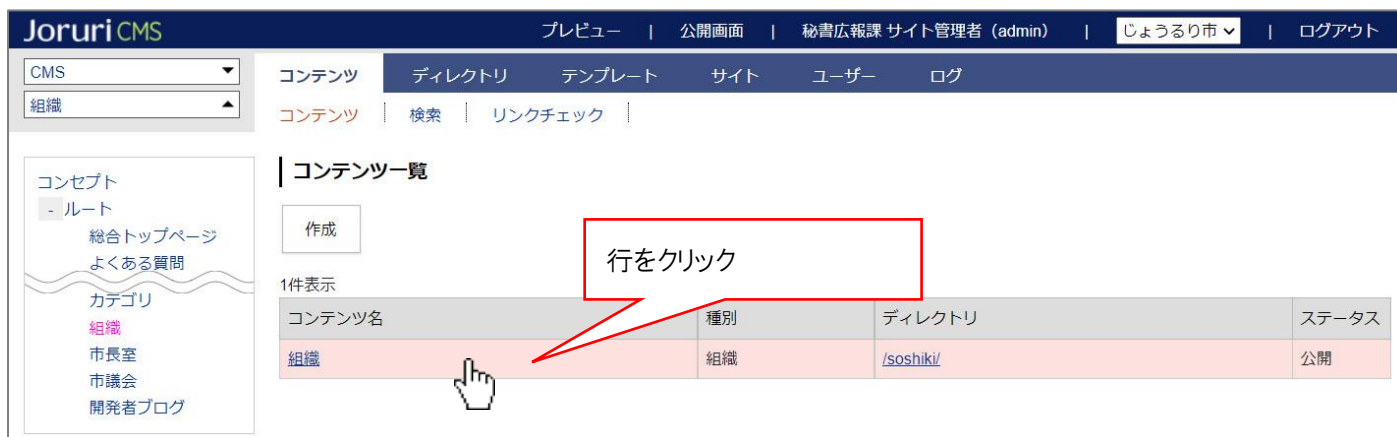 Joruri CMS プレビュー | 公開画面 | 秘書広報課 サイト管理者 (admin) | じょうるり市 | ログアウト
CMS
組織
コンテンツ ディレクトリ テンプレート サイト ユーザー ログ
コンテンツ 検索 リンクチェック
コンセプト
- ルート
総合トップページ
よくある質問
カテゴリ
組織
市長室
市議会
開発者ブログ
コンテンツ一覧
作成
行をクリック
1件表示
コンテンツ名 種別 ディレクトリ ステータス
組織 組織 /soshiki/ 公開